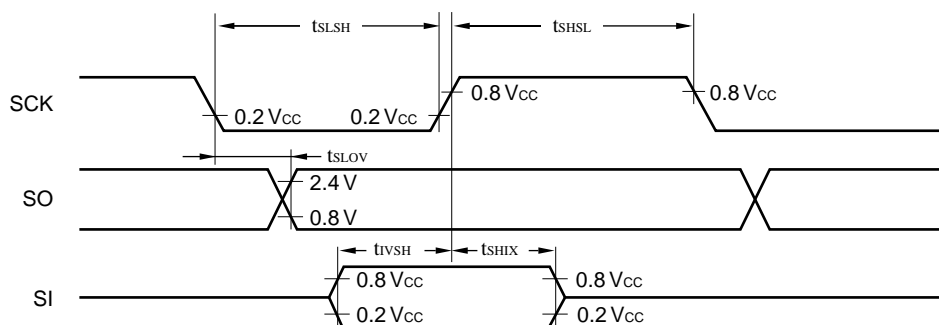 tSLSH tSHSL
SCK 0.2 VCC 0.2 VCC 0.8 VCC 0.8 VCC
tSLOV
SO 2.4 V
0.8 V
tIVSH tSHIX
0.8 VCC 0.8 VCC
SI
0.2 VCC 0.2 VCC